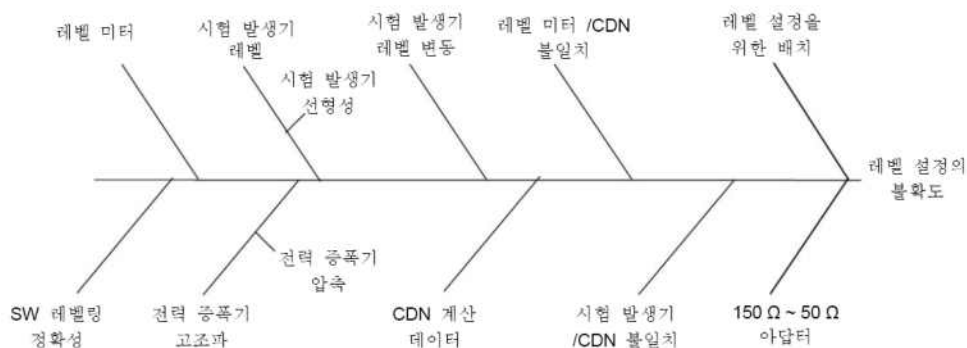 레벨 미터
시험 발생기
레벨
시험 발생기
선형성
시험 발생기
레벨 변동
레벨 미터 /CDN
불일치
레벨 설정을
위한 배치
레벨 설정의
불확도
SW 레벨링
정확성
전력 증폭기
고조파
전력 증폭기
압축
CDN 계산
데이터
시험 발생기
/CDN 불일치
150 Ω ~ 50 Ω
아답터